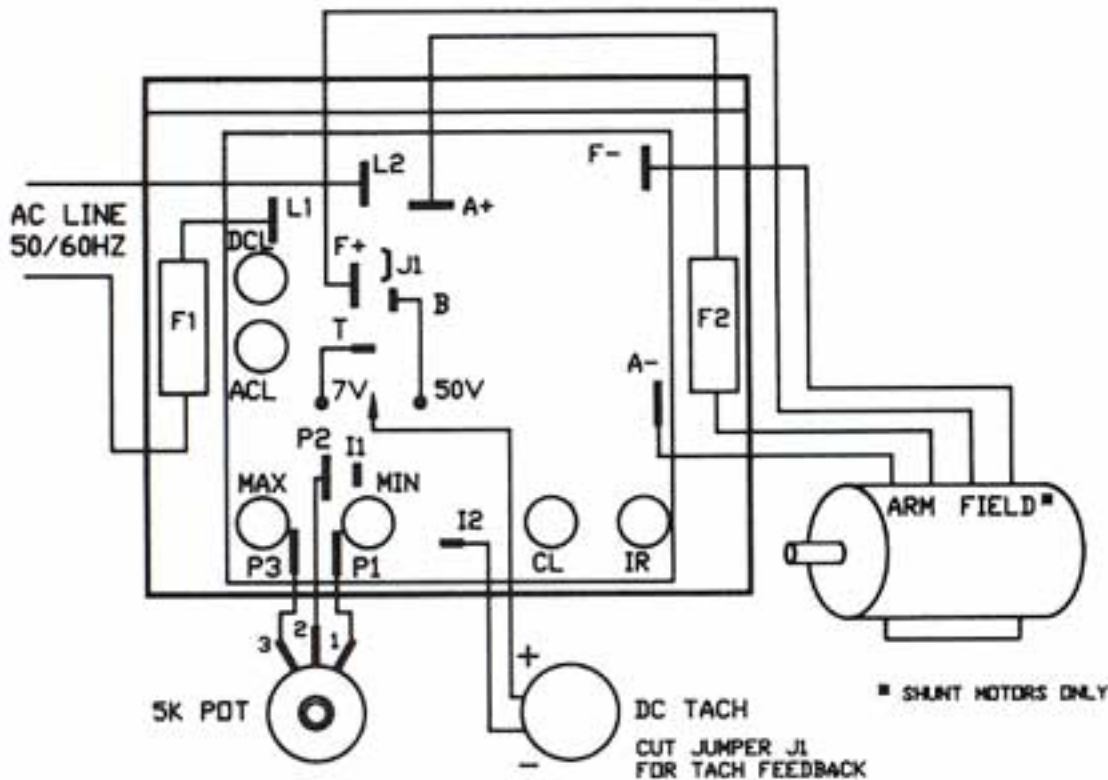 F-
L2
A+
L1
AC LINE
50/60HZ
DCL
F+
J1
B
F1
F2
T
A-
ACL
7V
50V
P2
I1
MAX
MIN
I2
ARM FIELD*
P3
P1
CL
IR
3
2
1
+
-
5K POT
DC TACH
CUT JUMPER J1
FOR TACH FEEDBACK
* SHUNT MOTORS ONLY